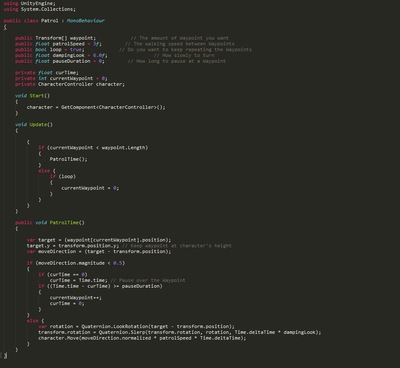 using UnityEngine;
using System.Collections;
public class Patrol : MonoBehaviour
{
public Transform[] waypoint; // The amount of Waypoint you want
public float patrolSpeed = 3f; // The walking speed between Waypoints
public bool loop = true; // Do you want to keep repeating the Waypoints
public float dampingLook = 6.0f; // How slowly to turn
public float pauseDuration = 0; // How long to pause at a Waypoint
private float curTime;
private int currentWaypoint = 0;
private CharacterController character;
void Start()
{
character = GetComponent<CharacterController>();
}
void Update()
{
{
if (currentWaypoint < waypoint.Length)
{
PatrolTime();
}
else {
if (loop)
{
currentWaypoint = 0;
}
}
}
}
public void PatrolTime()
{
var target = (waypoint[currentWaypoint].position);
target.y = transform.position.y; // Keep waypoint at character's height
var moveDirection = (target - transform.position);
if (moveDirection.magnitude < 0.5)
{
if (curTime == 0)
curTime = Time.time; // Pause over the Waypoint
if ((Time.time - curTime) >= pauseDuration)
{
currentWaypoint++;
curTime = 0;
}
}
else {
var rotation = Quaternion.LookRotation(target - transform.position);
transform.rotation = Quaternion.Slerp(transform.rotation, rotation, Time.deltaTime * dampingLook);
character.Move(moveDirection.normalized * patrolSpeed * Time.deltaTime);
}
}
}